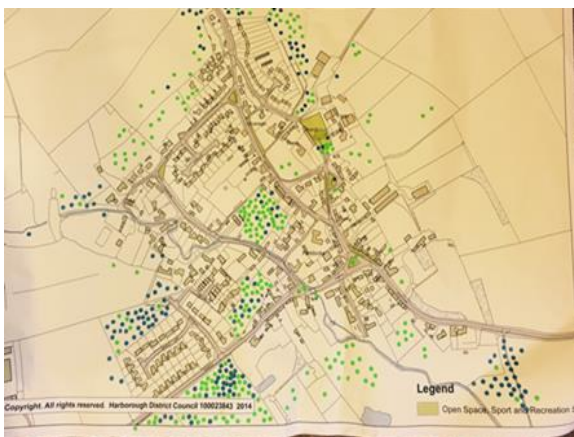 Legend
Open Space, Sport and Recreation
Copyright. All rights reserved. Harborough District Council 100023843 2014